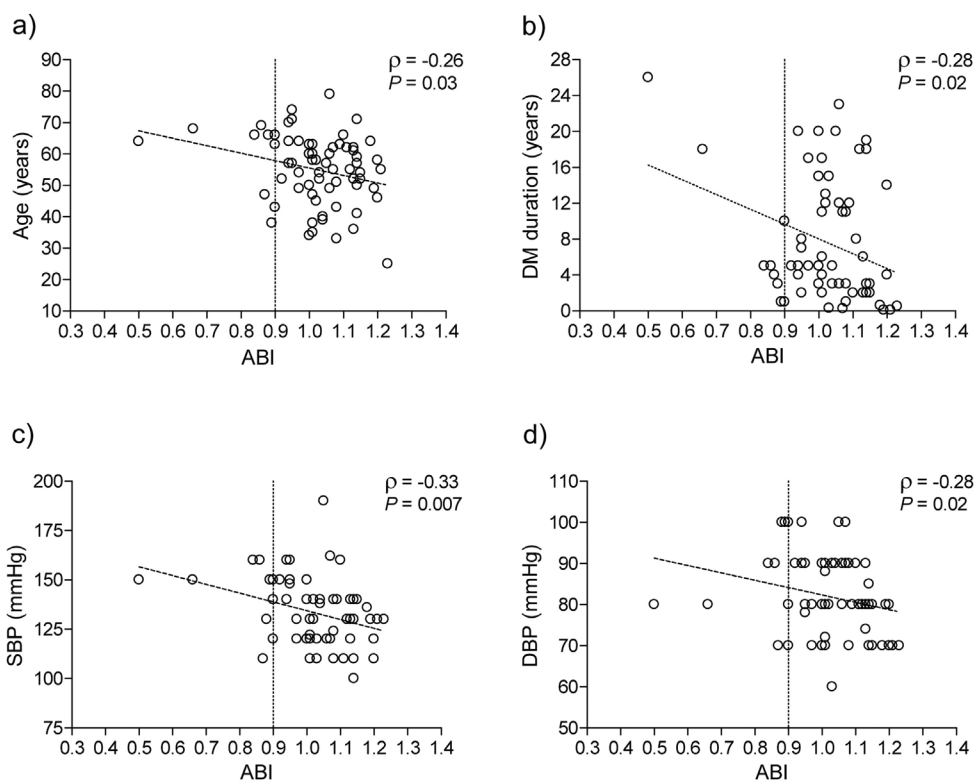 a)
ρ = -0.26
P = 0.03
90
80
70
60
50
40
30
20
10
Age (years)
0.3 0.4 0.5 0.6 0.7 0.8 0.9 1.0 1.1 1.2 1.3 1.4
ABI
b)
ρ = -0.28
P = 0.02
28
24
20
16
12
8
4
0
DM duration (years)
0.3 0.4 0.5 0.6 0.7 0.8 0.9 1.0 1.1 1.2 1.3 1.4
ABI
c)
ρ = -0.33
P = 0.007
200
175
150
125
100
75
SBP (mmHg)
0.3 0.4 0.5 0.6 0.7 0.8 0.9 1.0 1.1 1.2 1.3 1.4
ABI
d)
ρ = -0.28
P = 0.02
110
100
90
80
70
60
50
DBP (mmHg)
0.3 0.4 0.5 0.6 0.7 0.8 0.9 1.0 1.1 1.2 1.3 1.4
ABI